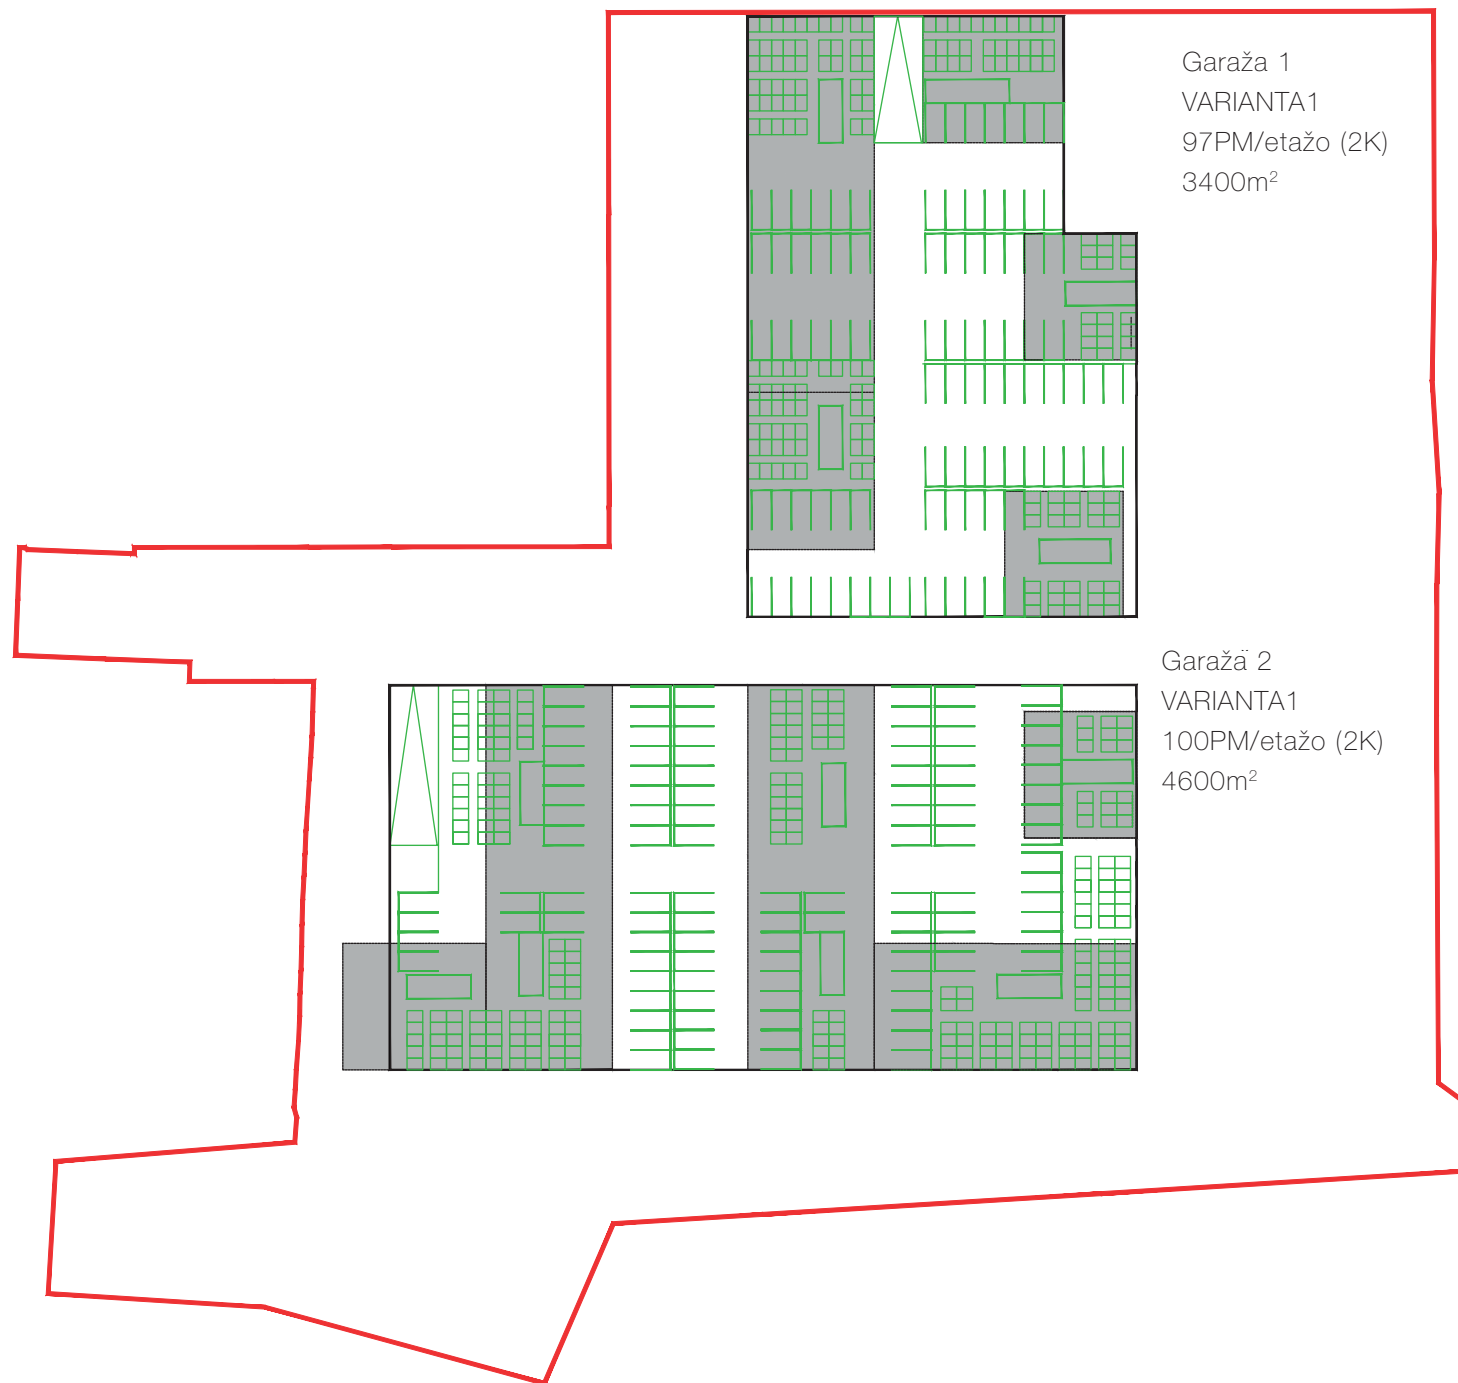 Garaža 1
VARIANTA1
97PM/etažo (2K)
3400m²
Garaža 2
VARIANTA1
100PM/etažo (2K)
4600m²